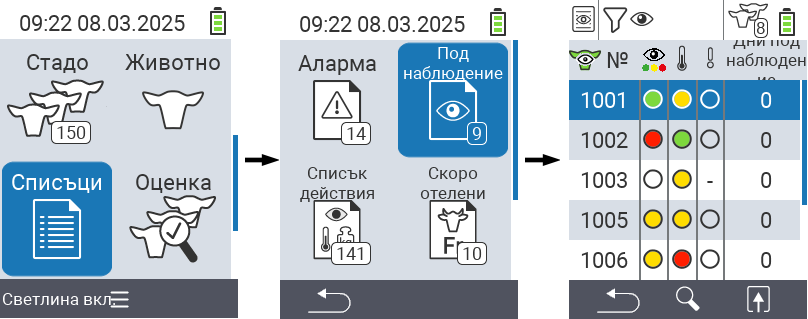 09:22 08.03.2025
Стадо
Животно
150
Списъци
Оценка
Светлина вкл.
09:22 08.03.2025
Аларма
Под
наблюдение
14
9
Списък
действия
Скоро
отелени
141
Fr
10
8
№
!
Дни под
наблюден
ие
1001
0
1002
0
1003
-
0
1005
0
1006
0